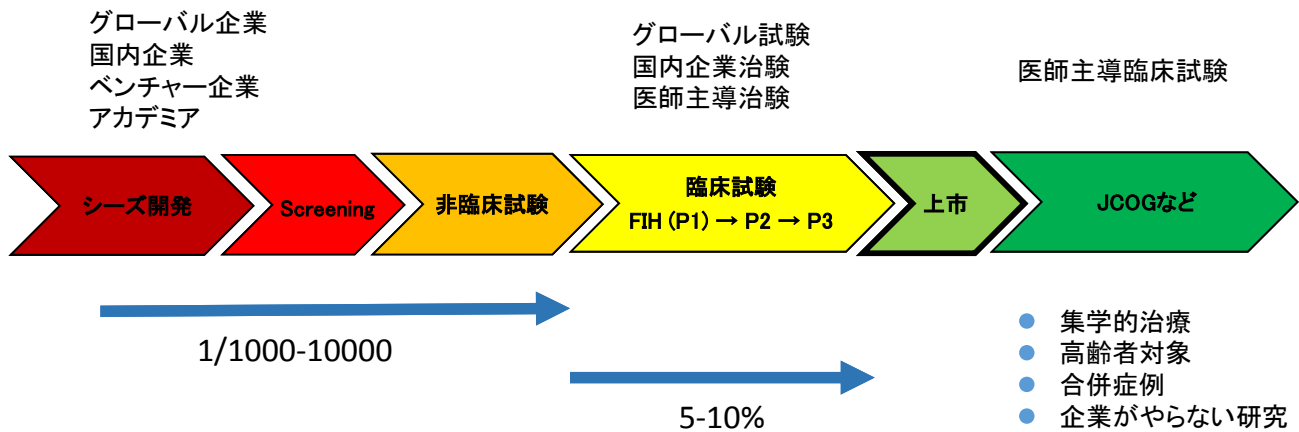 グローバル企業
国内企業
ベンチャー企業
アカデミア
グローバル試験
国内企業治験
医師主導治験
医師主導臨床試験
シーズ開発
Screening
非臨床試験
臨床試験
FIH (P1) → P2 → P3
上市
JCOGなど
1/1000-10000
5-10%
● 集学的治療
● 高齢者対象
● 合併症例
● 企業がやらない研究